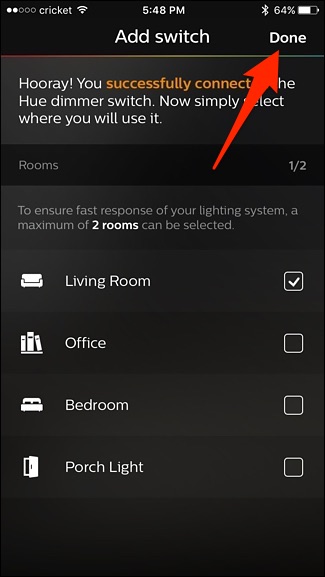 cricket 5:48 PM 64%
Add switch Done
Hooray! You successfully connect he
Hue dimmer switch. Now simply select
where you will use it.
Rooms 1/2
To ensure fast response of your lighting system, a
maximum of 2 rooms can be selected.
Living Room
Office
Bedroom
Porch Light